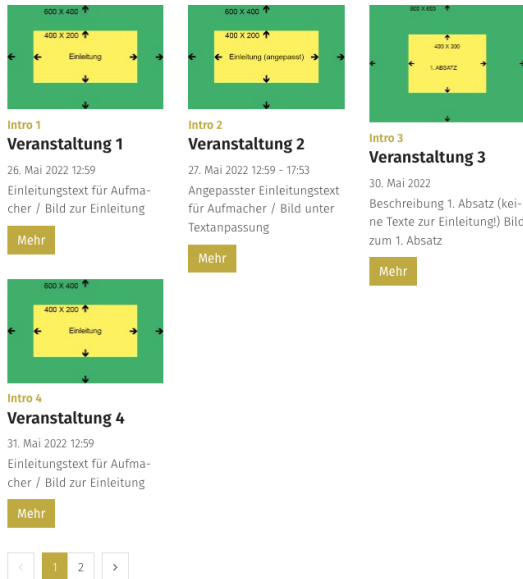 600 X 400
400 X 200
Einleitung
Intro 1
Veranstaltung 1
26. Mai 2022 12:59
Einleitungstext für Aufma-
cher / Bild zur Einleitung
Mehr
600 X 400
400 X 200
Einleitung (angepasst)
Intro 2
Veranstaltung 2
27. Mai 2022 12:59 - 17:53
Angepasster Einleitungstext
für Aufmacher / Bild unter
Textanpassung
Mehr
400 X 300
1. ABSATZ
Intro 3
Veranstaltung 3
30. Mai 2022
Beschreibung 1. Absatz (kei-
ne Texte zur Einleitung!) Bild
zum 1. Absatz
Mehr
600 X 400
400 X 200
Einleitung
Intro 4
Veranstaltung 4
31. Mai 2022 12:59
Einleitungstext für Aufma-
cher / Bild zur Einleitung
Mehr
‹ 1 2 ›